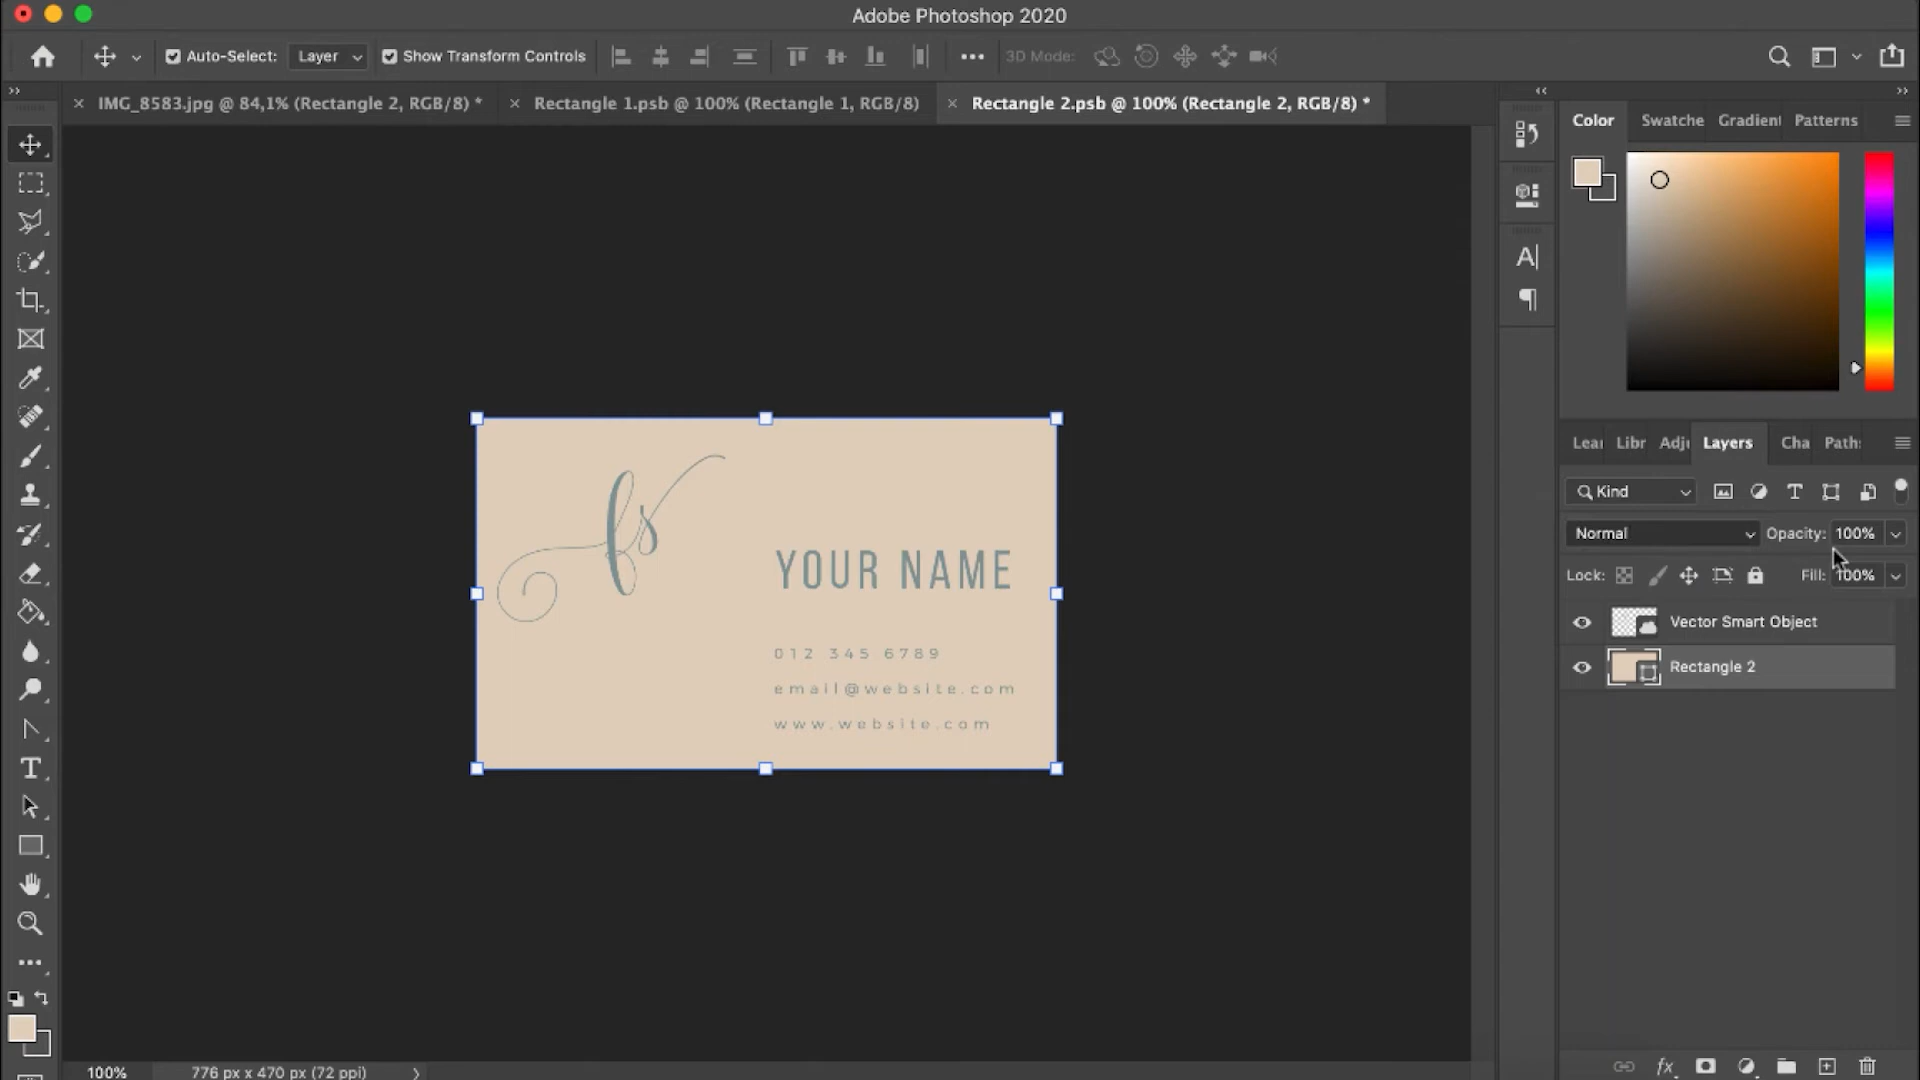 Adobe Photoshop 2020
Auto-Select: Layer Show Transform Controls 3D Mode:
IMG_8583.jpg @ 84,1% (Rectangle 2, RGB/8) *
Rectangle 1.psb @ 100% (Rectangle 1, RGB/8)
Rectangle 2.psb @ 100% (Rectangle 2, RGB/8) *
Color Swatche Gradient Patterns
fs
YOUR NAME
012 345 6789
email@website.com
www.website.com
Lear Libr Adju Layers Cha Paths
Kind
Normal Opacity: 100%
Lock: Fill: 100%
Vector Smart Object
Rectangle 2
100% 776 px x 470 px (72 ppi)